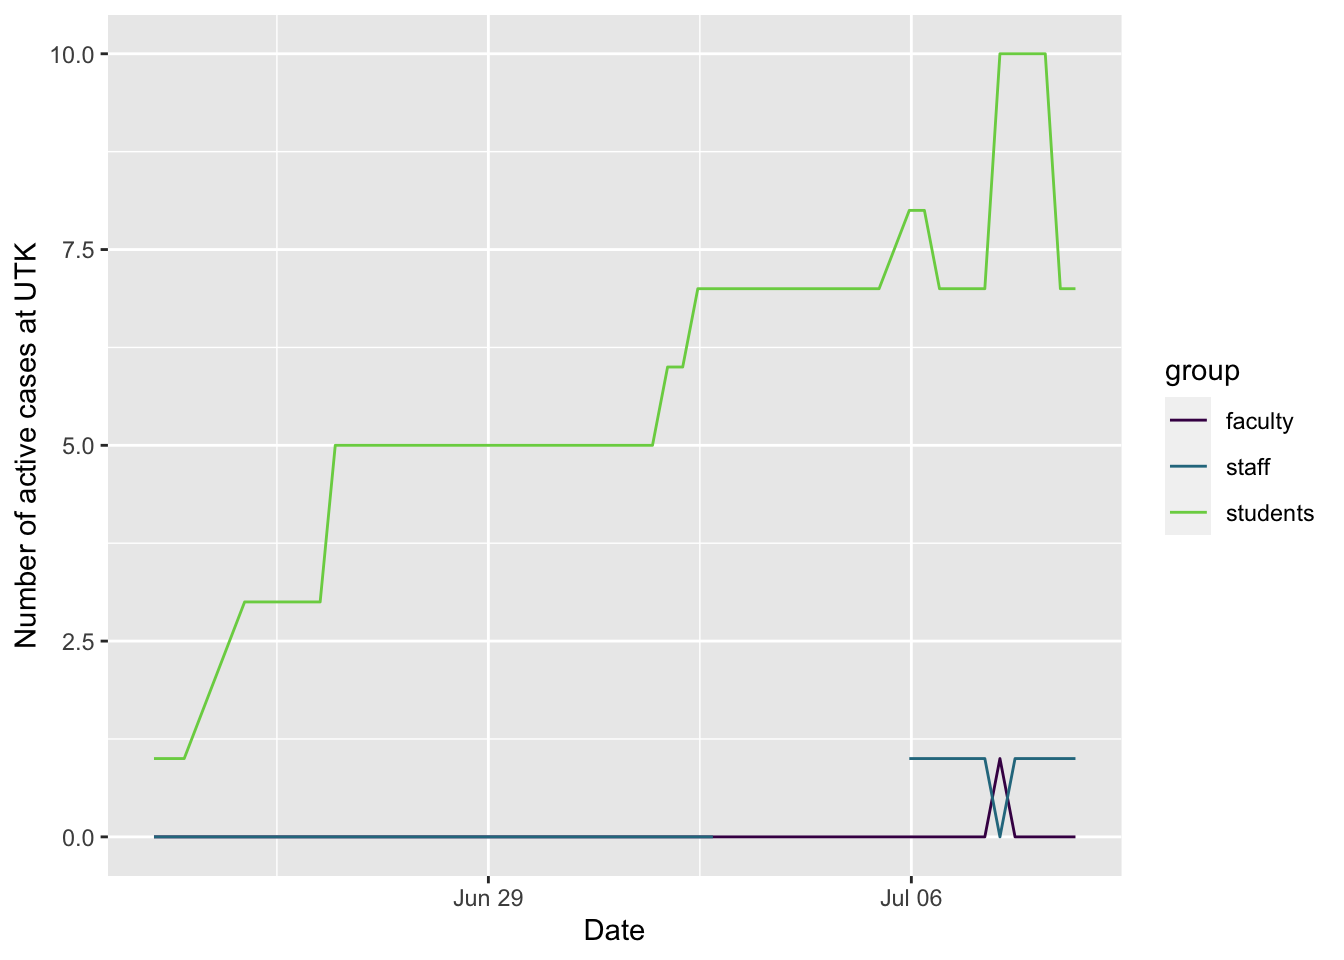 Number of active cases at UTK
10.0
7.5
5.0
2.5
0.0
Jun 29
Jul 06
Date
group
faculty
staff
students